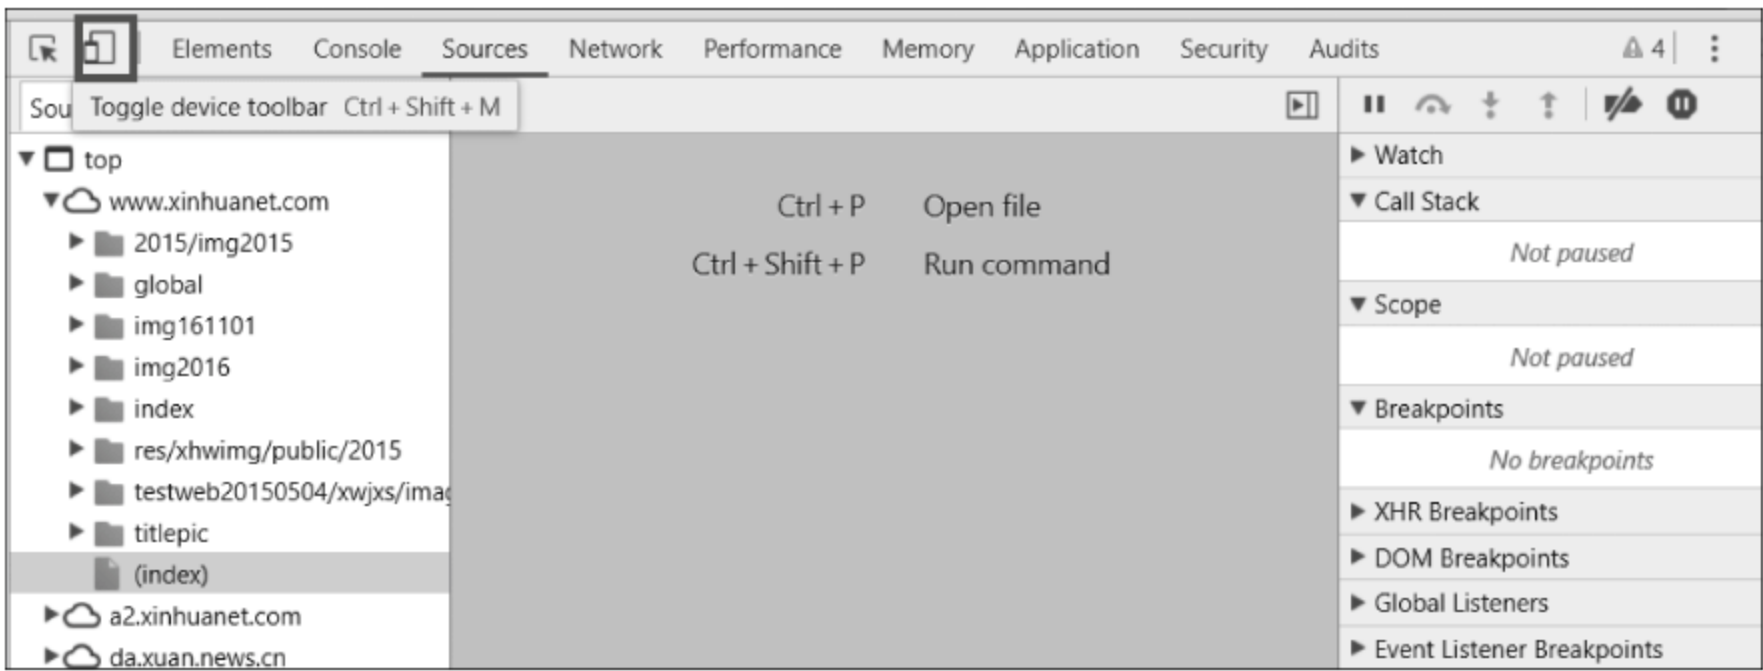 Elements Console Sources Network Performance Memory Application Security Audits 4
Sou
Toggle device toolbar Ctrl + Shift + M
top
www.xinhuanet.com
2015/img2015
global
img161101
img2016
index
res/xhwimg/public/2015
testweb20150504/xwjxs/imag
titlepic
(index)
a2.xinhuanet.com
da.xuan.news.cn
Ctrl + P Open file
Ctrl + Shift + P Run command
Watch
Call Stack
Not paused
Scope
Not paused
Breakpoints
No breakpoints
XHR Breakpoints
DOM Breakpoints
Global Listeners
Event Listener Breakpoints